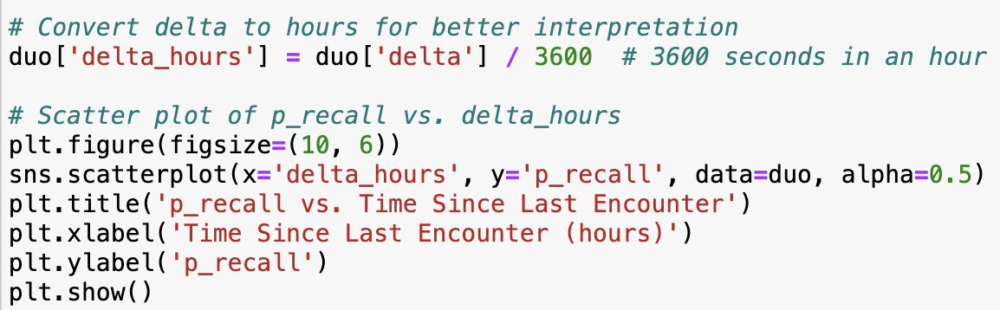 # Convert delta to hours for better interpretation
duo['delta_hours'] = duo['delta'] / 3600  # 3600 seconds in an hour

# Scatter plot of p_recall vs. delta_hours
plt.figure(figsize=(10, 6))
sns.scatterplot(x='delta_hours', y='p_recall', data=duo, alpha=0.5)
plt.title('p_recall vs. Time Since Last Encounter')
plt.xlabel('Time Since Last Encounter (hours)')
plt.ylabel('p_recall')
plt.show()